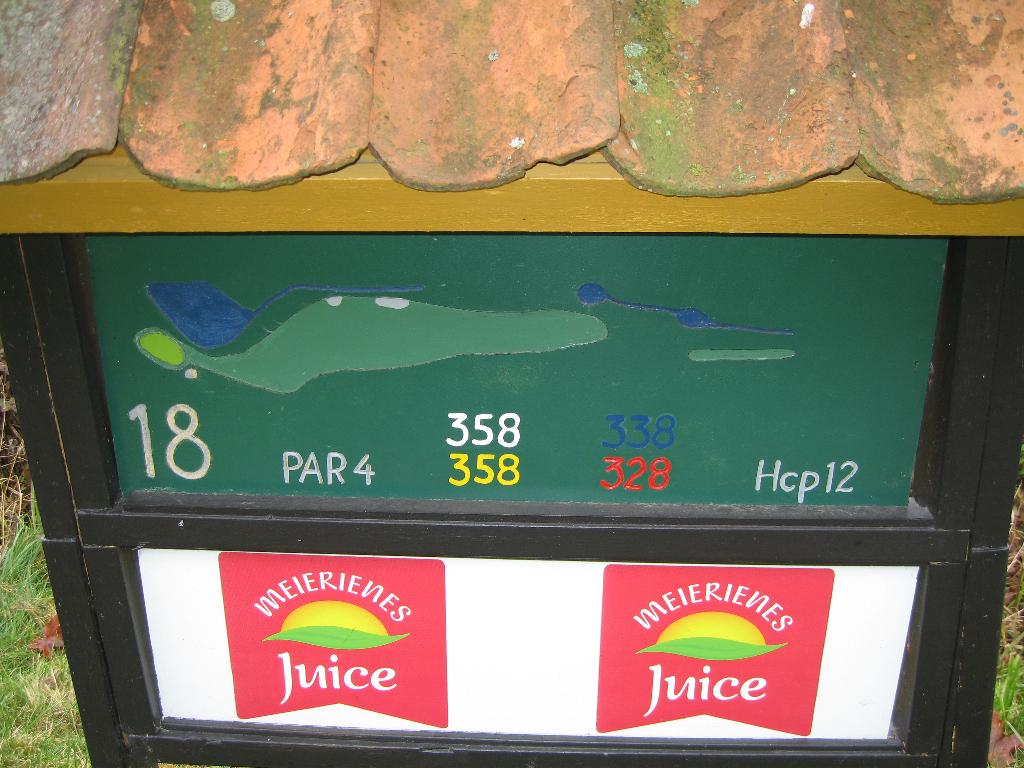 18
PAR 4
358
358
338
328
Hcp 12
MEIERIENES
Juice
MEIERIENES
Juice